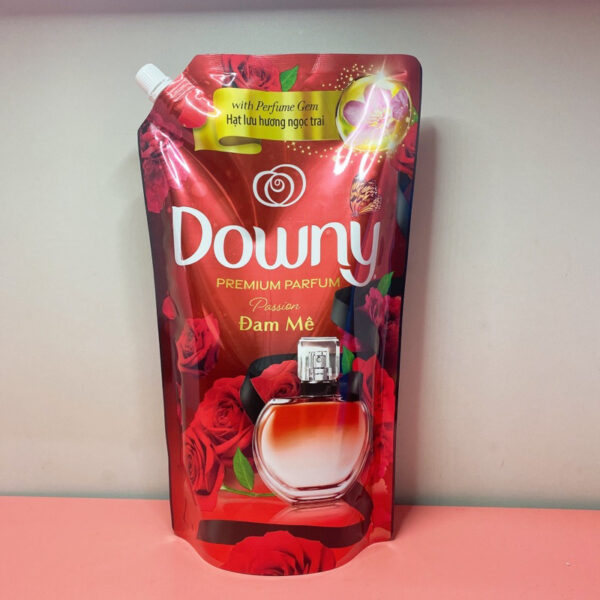 with Perfume Gem
Hạt lưu hương ngọc trai
Downy
PREMIUM PARFUM
Passion
Đam Mê